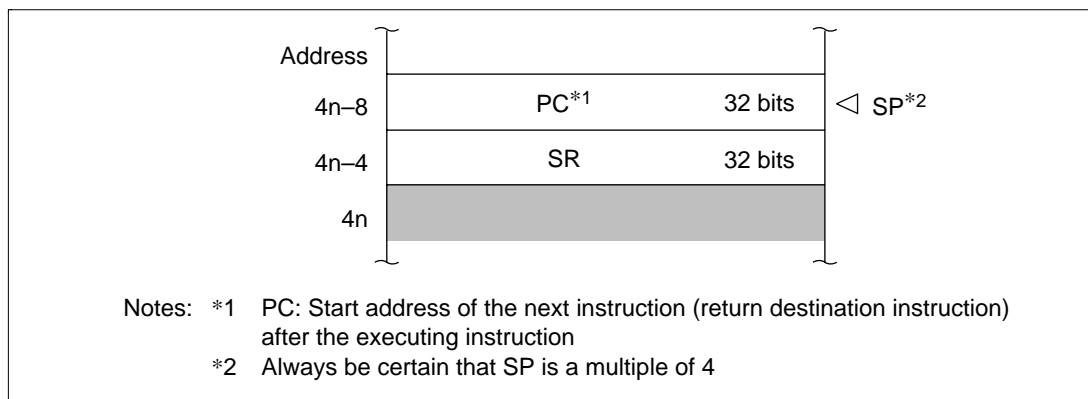 Address
4n–8 PC*1 32 bits ◁ SP*2
4n–4 SR 32 bits
4n
Notes: *1 PC: Start address of the next instruction (return destination instruction)
after the executing instruction
*2 Always be certain that SP is a multiple of 4